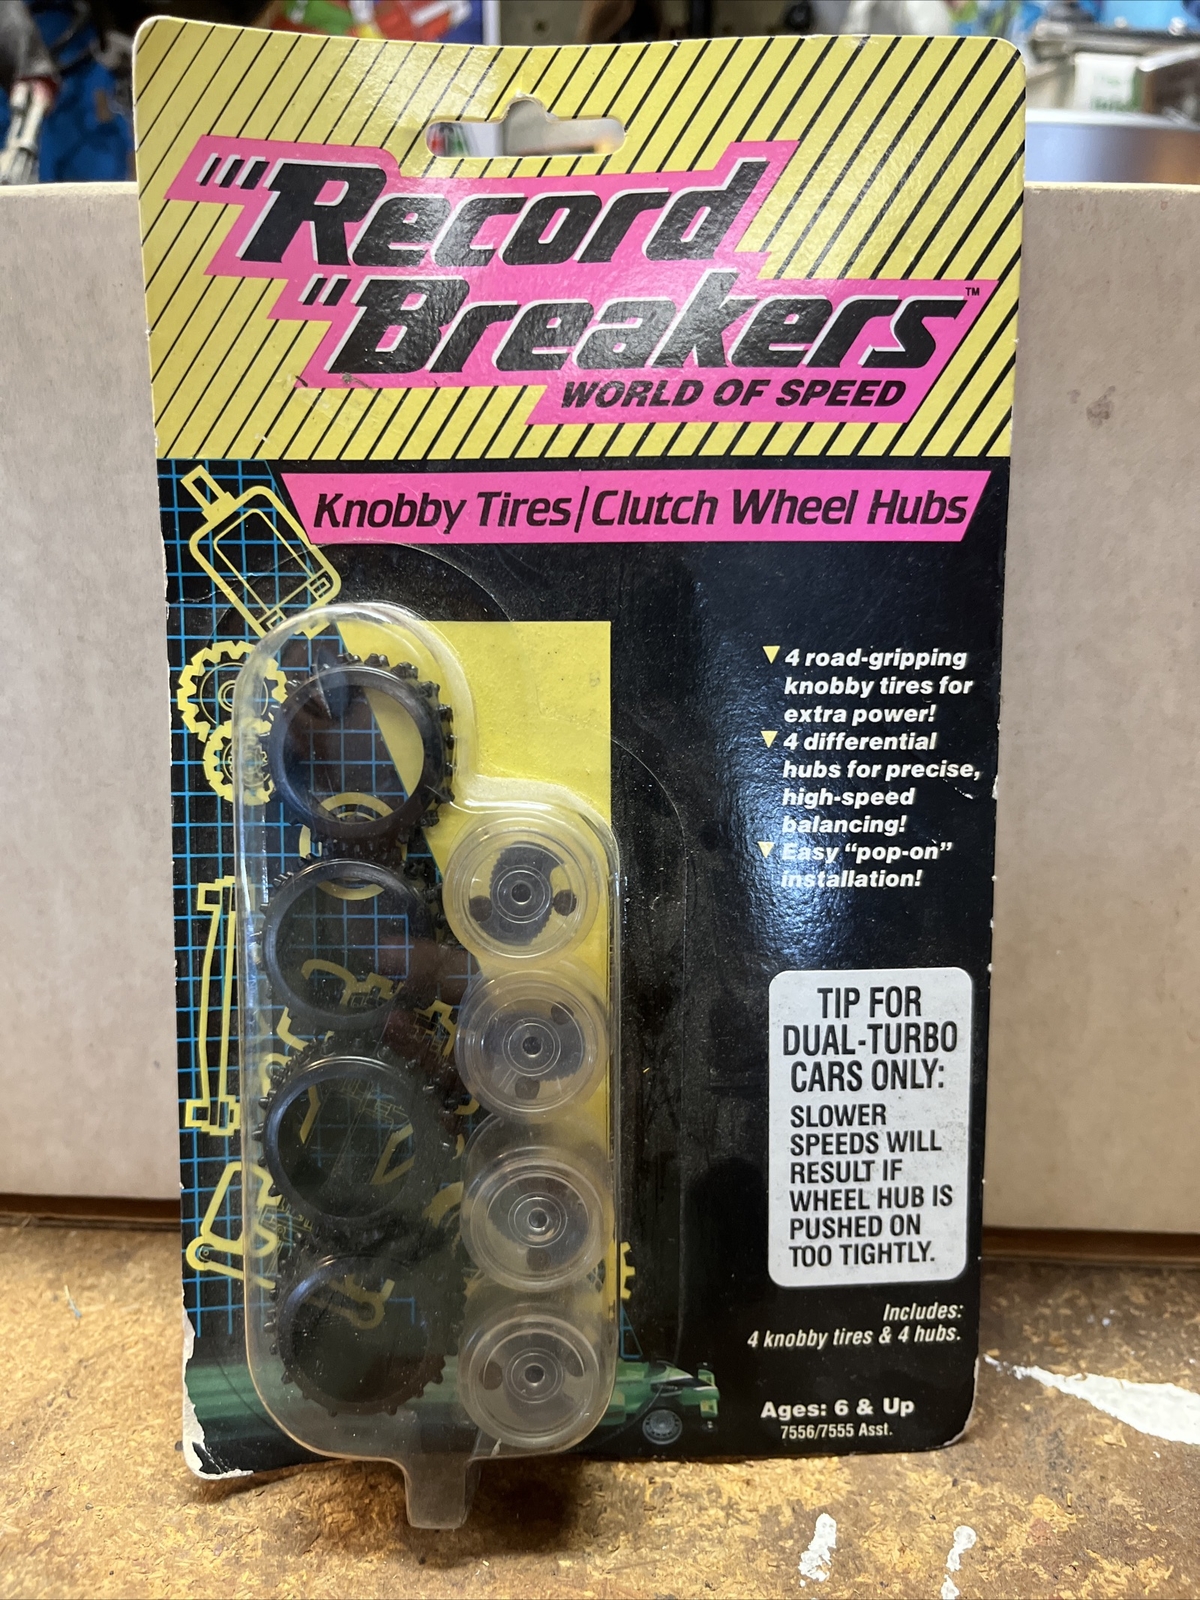 Record
Breakers™
WORLD OF SPEED
Knobby Tires/Clutch Wheel Hubs
▼ 4 road-gripping
knobby tires for
extra power!
▼ 4 differential
hubs for precise,
high-speed
balancing!
▼ Easy “pop-on”
installation!
TIP FOR
DUAL-TURBO
CARS ONLY:
SLOWER
SPEEDS WILL
RESULT IF
WHEEL HUB IS
PUSHED ON
TOO TIGHTLY.
Includes:
4 knobby tires & 4 hubs.
Ages: 6 & Up
7556/7555 Asst.